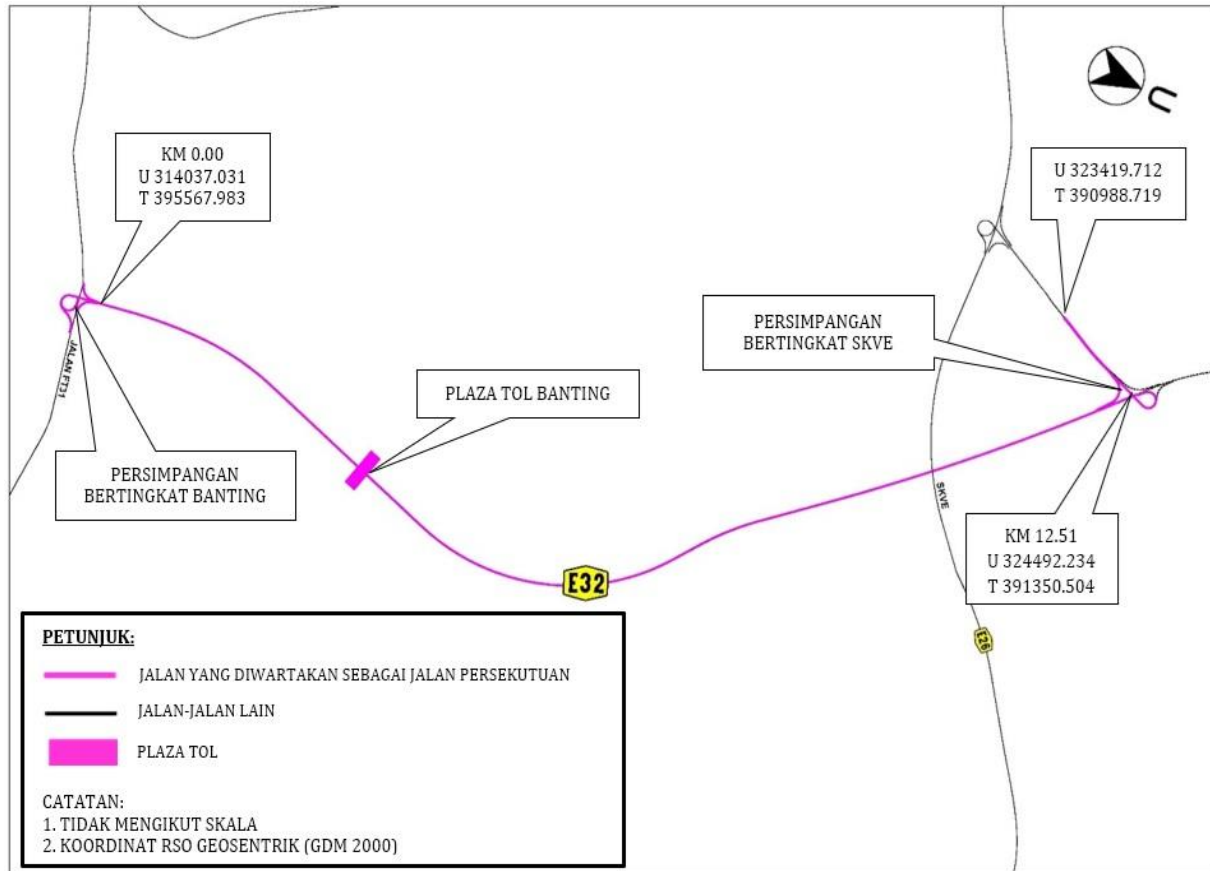 U
KM 0.00
U 314037.031
T 395567.983
U 323419.712
T 390988.719
PERSIMPANGAN
BERTINGKAT SKVE
JALAN FT31
PLAZA TOL BANTING
PERSIMPANGAN
BERTINGKAT BANTING
SKVE
KM 12.51
U 324492.234
T 391350.504
E32
E26
PETUNJUK:
JALAN YANG DIWARTAKAN SEBAGAI JALAN PERSEKUTUAN
JALAN-JALAN LAIN
PLAZA TOL
CATATAN:
1. TIDAK MENGIKUT SKALA
2. KOORDINAT RSO GEOSENTRIK (GDM 2000)